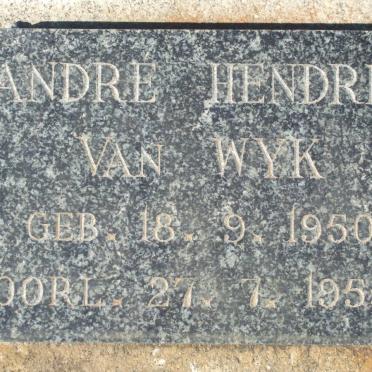 ANDRE HENDRI
VAN WYK
GEB. 18. 9. 1950
OORL. 27. 7. 195